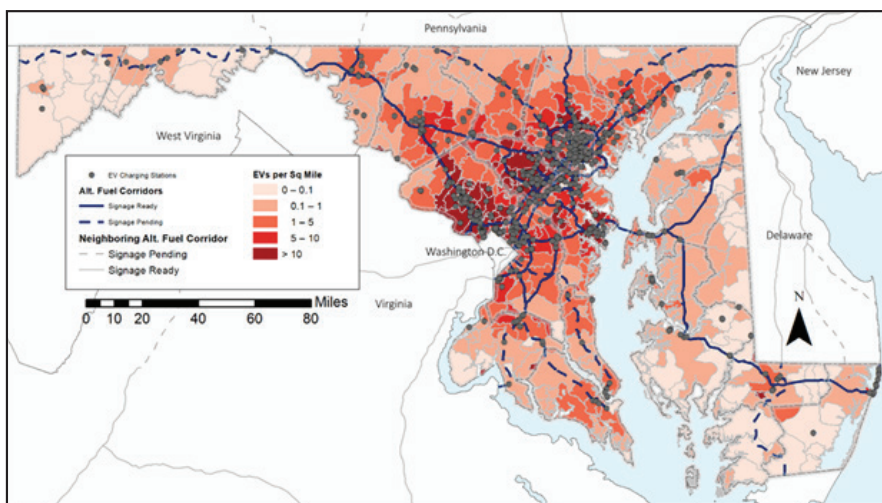 Pennsylvania
New Jersey
West Virginia
EV Charging Stations
Alt. Fuel Corridors
Signage Ready
Signage Pending
Neighboring Alt. Fuel Corridor
Signage Pending
Signage Ready
EVs per Sq Mile
0 – 0.1
0.1 – 1
1 – 5
5 – 10
> 10
Washington D.C.
Delaware
Virginia
Miles
0 10 20 40 60 80
N